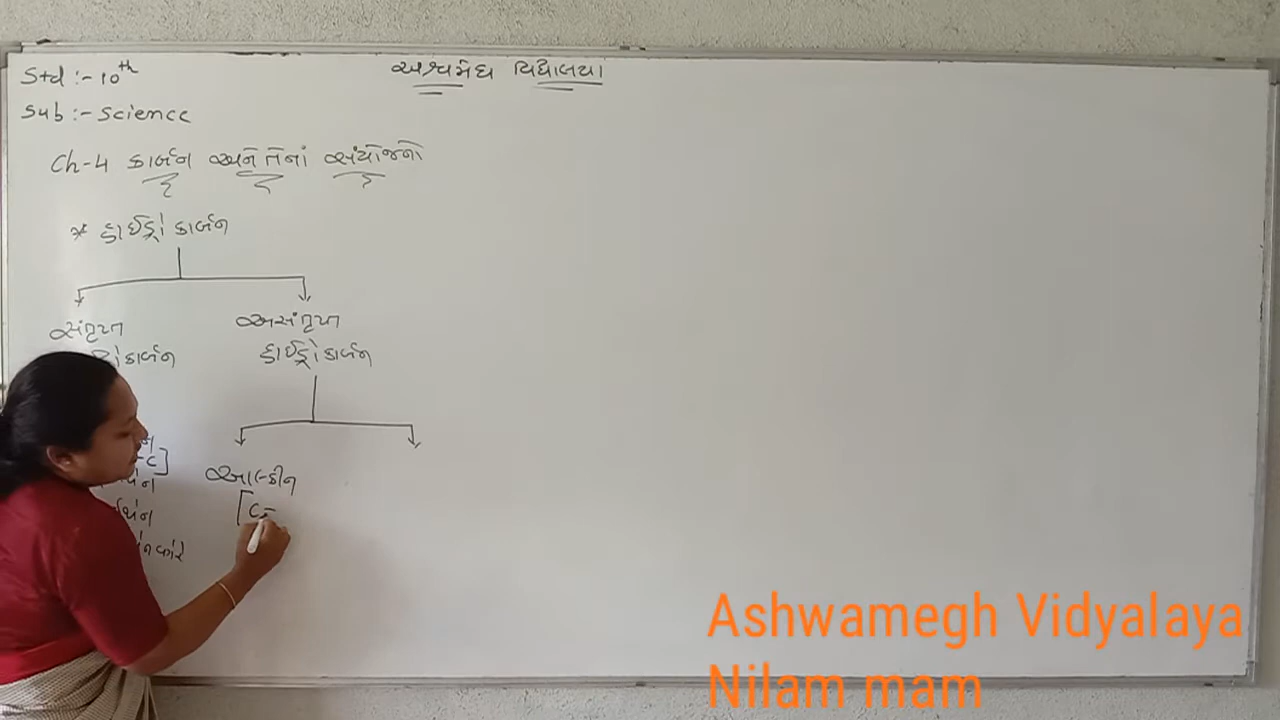 Std :- 10th
અશ્વમેઘ વિદ્યાલયા
Sub :- Science
Ch-4 કાર્બન અને તેનાં સંયોજનો
* હાઈડ્રો કાર્બન
સંતૃપ્ત
અસંતૃપ્ત
કાર્બન
હાઈડ્રો કાર્બન
-C]
આલ્કીન
[C=
Ashwamegh Vidyalaya
Nilam mam